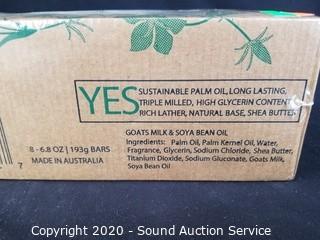 YES
SUSTAINABLE PALM OIL, LONG LASTING,
TRIPLE MILLED, HIGH GLYCERIN CONTENT
RICH LATHER, NATURAL BASE, SHEA BUTTER
GOATS MILK & SOYA BEAN OIL
Ingredients: Palm Oil, Palm Kernel Oil, Water,
Fragrance, Glycerin, Sodium Chloride, Shea Butter,
Titanium Dioxide, Sodium Gluconate, Goats Milk,
Soya Bean Oil
8 - 6.8 OZ | 193g BARS
MADE IN AUSTRALIA
7
Copyright 2020 - Sound Auction Service